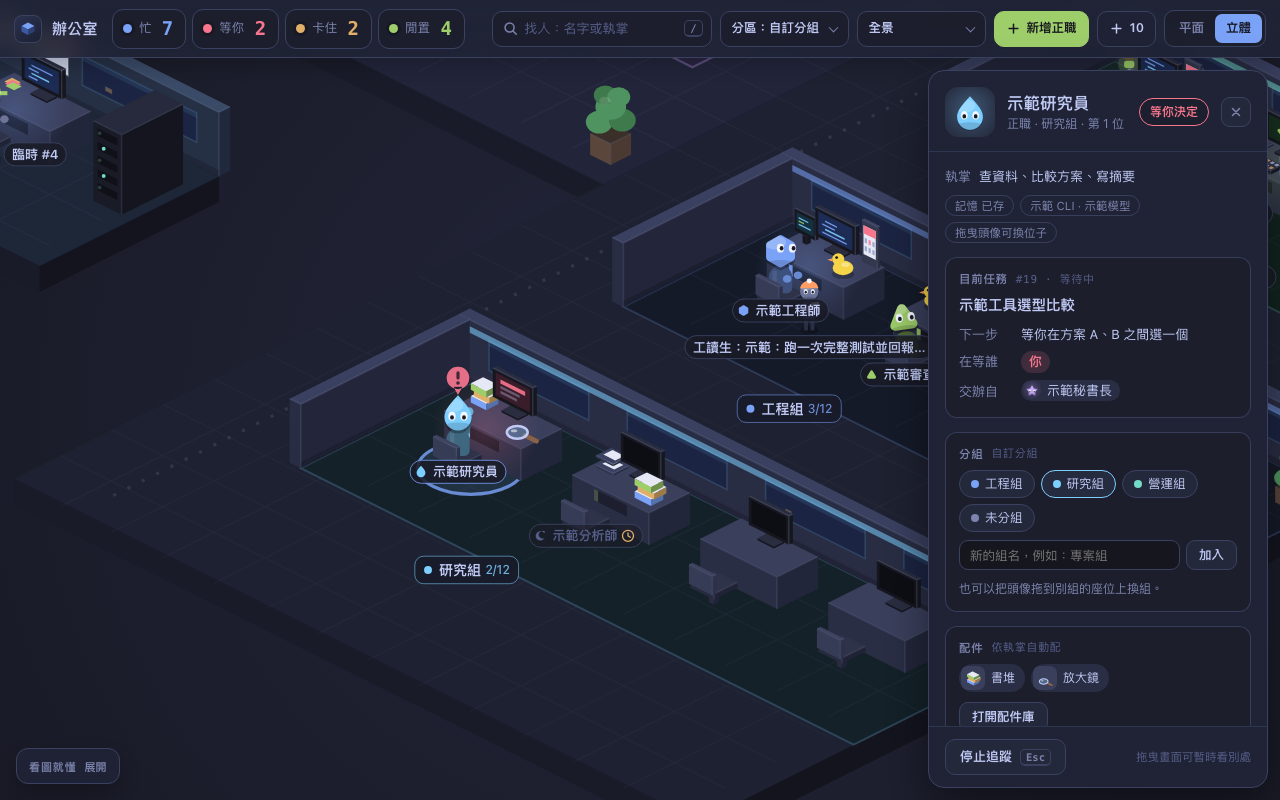 辦公室
忙 7
等你 2
卡住 2
閒置 4
找人：名字或執掌 /
分區：自訂分組
全景
+ 新增正職
+ 10
平面
立體
臨時 #4
示範工程師
工讀生：示範：跑一次完整測試並回報…
示範審
工程組 3/12
示範研究員
示範分析師
研究組 2/12
看圖就懂 展開
示範研究員
正職 · 研究組 · 第 1 位
等你決定
執掌 查資料、比較方案、寫摘要
記憶 已存
示範 CLI · 示範模型
拖曳頭像可換位子
目前任務 #19 · 等待中
示範工具選型比較
下一步 等你在方案 A、B 之間選一個
在等誰 你
交辦自 示範秘書長
分組 自訂分組
工程組
研究組
營運組
未分組
新的組名，例如：專案組
加入
也可以把頭像拖到別組的座位上換組。
配件 依執掌自動配
書堆
放大鏡
打開配件庫
停止追蹤 Esc
拖曳畫面可暫時看別處